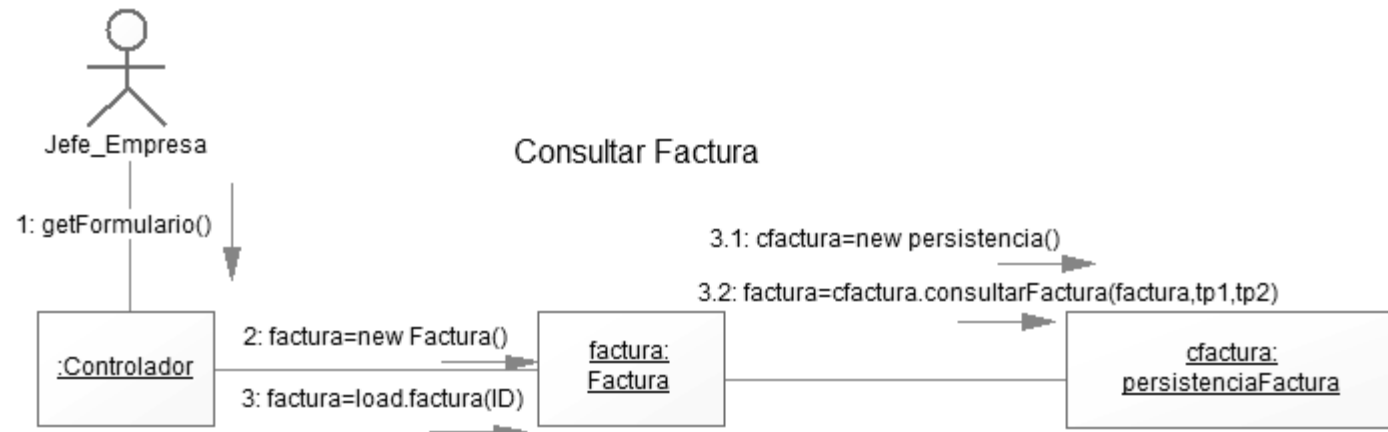 Jefe_Empresa
Consultar Factura
1: getFormulario()
3.1: cfactura=new persistencia()
3.2: factura=cfactura.consultarFactura(factura,tp1,tp2)
:Controlador
2: factura=new Factura()
3: factura=load.factura(ID)
factura:
Factura
cfactura:
persistenciaFactura